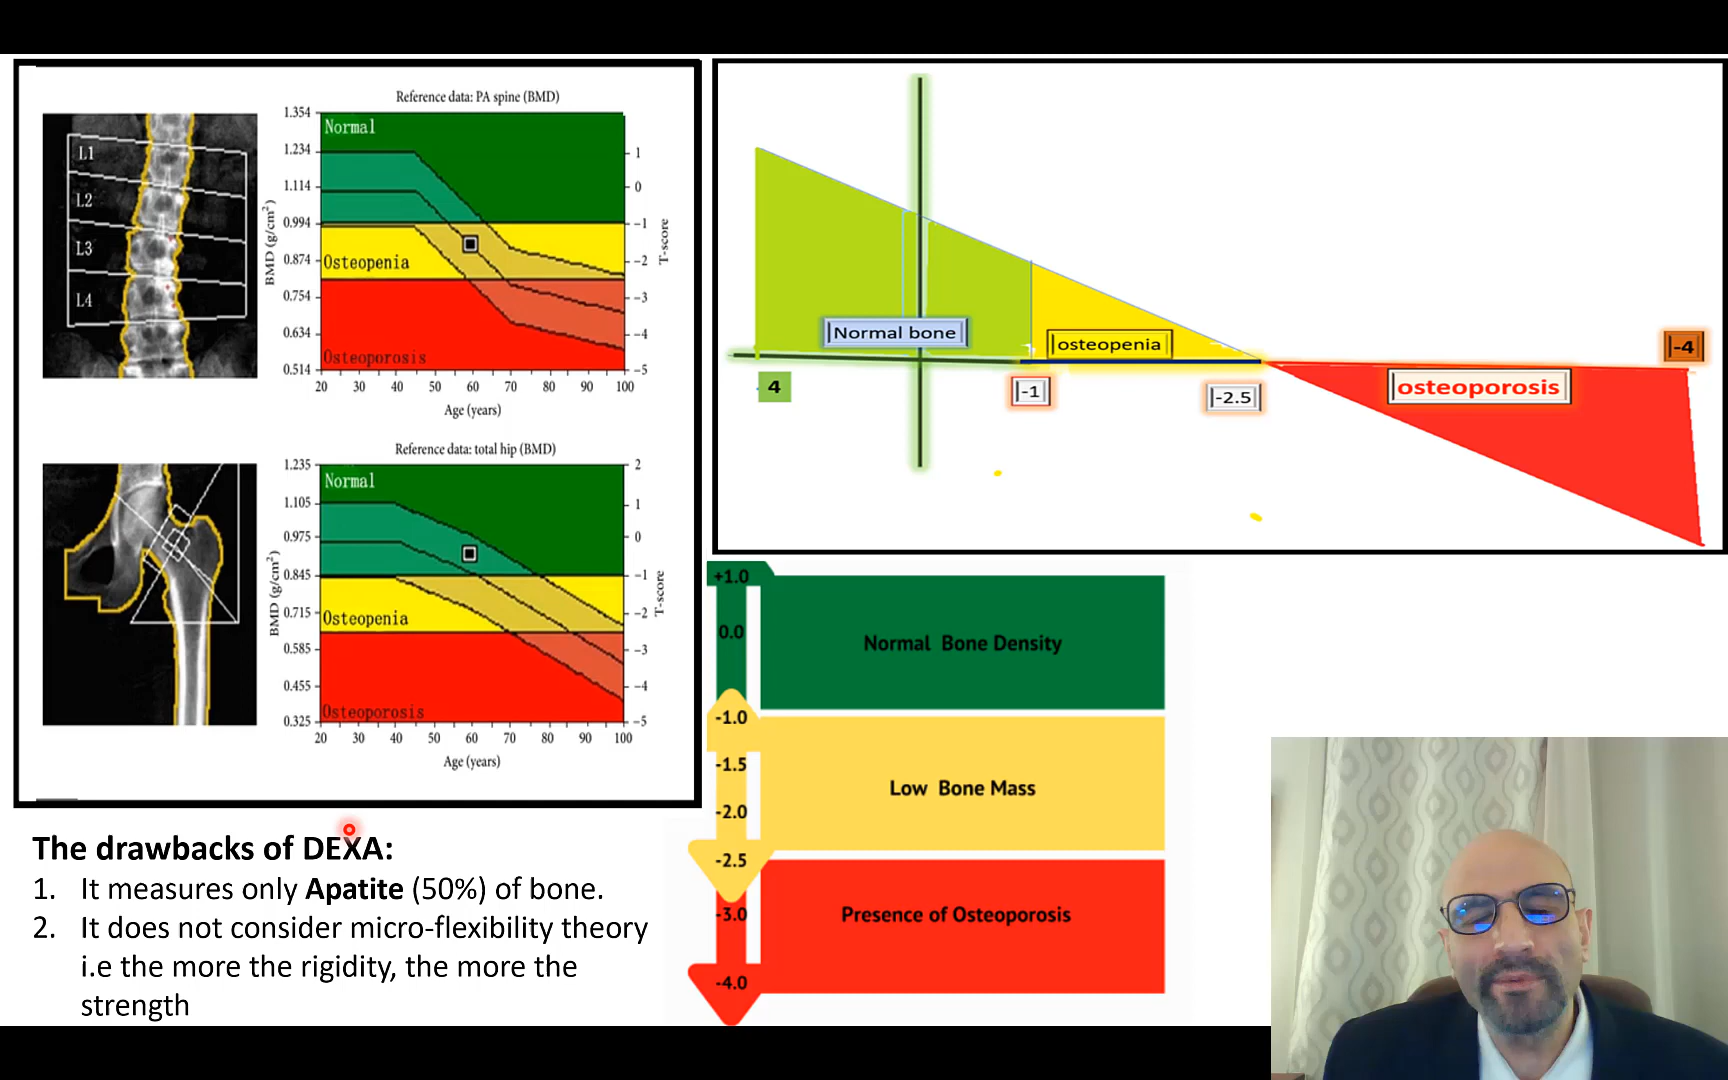 Reference data: PA spine (BMD)
L1
L2
L3
L4
BMD (g/cm²)
1.354
1.234
1.114
0.994
0.874
0.754
0.634
0.514
Normal
Osteopenia
Osteoporosis
1
0
−1
−2
−3
−4
−5
T-score
20 30 40 50 60 70 80 90 100
Age (years)
Reference data: total hip (BMD)
BMD (g/cm²)
1.235
1.105
0.975
0.845
0.715
0.585
0.455
0.325
Normal
Osteopenia
Osteoporosis
2
1
0
−1
−2
−3
−4
−5
T-score
20 30 40 50 60 70 80 90 100
Age (years)
The drawbacks of DEXA:
1. It measures only Apatite (50%) of bone.
2. It does not consider micro-flexibility theory
i.e the more the rigidity, the more the
strength
Normal bone
osteopenia
osteoporosis
4
-1
-2.5
-4
+1.0
0.0
-1.0
-1.5
-2.0
-2.5
-3.0
-4.0
Normal Bone Density
Low Bone Mass
Presence of Osteoporosis